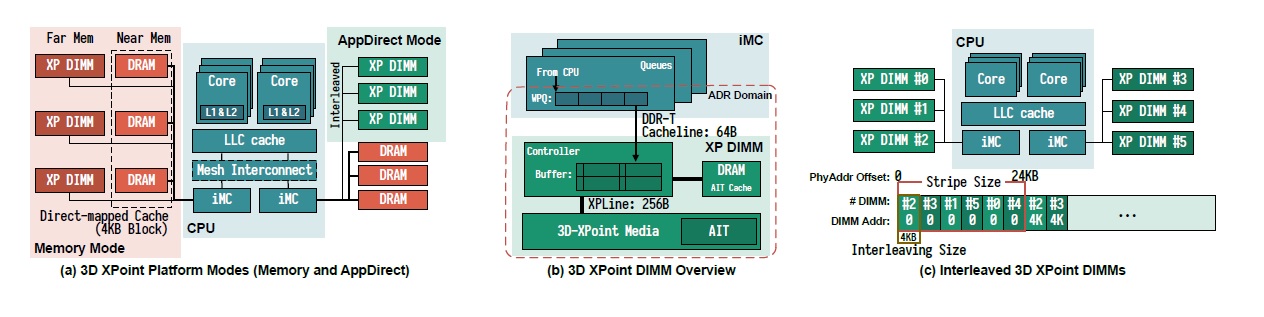 Far Mem
Near Mem
XP DIMM
DRAM
XP DIMM
DRAM
XP DIMM
DRAM
Direct-mapped Cache
(4KB Block)
Memory Mode
Core
Core
L1&L2
L1&L2
LLC cache
Mesh Interconnect
iMC
iMC
CPU
AppDirect Mode
Interleaved
XP DIMM
XP DIMM
XP DIMM
DRAM
DRAM
DRAM
(a) 3D XPoint Platform Modes (Memory and AppDirect)
iMC
Queues
From CPU
WPQ:
ADR Domain
DDR-T
Cacheline: 64B
XP DIMM
Controller
Buffer:
DRAM
AIT Cache
XPLine: 256B
3D-XPoint Media
AIT
(b) 3D XPoint DIMM Overview
CPU
Core
Core
LLC cache
iMC
iMC
XP DIMM #0
XP DIMM #1
XP DIMM #2
XP DIMM #3
XP DIMM #4
XP DIMM #5
PhyAddr Offset: 0 24KB
Stripe Size
# DIMM: #2 #3 #1 #5 #0 #4 #2 #3
DIMM Addr: 0 0 0 0 0 0 4K 4K
...
4KB
Interleaving Size
(c) Interleaved 3D XPoint DIMMs